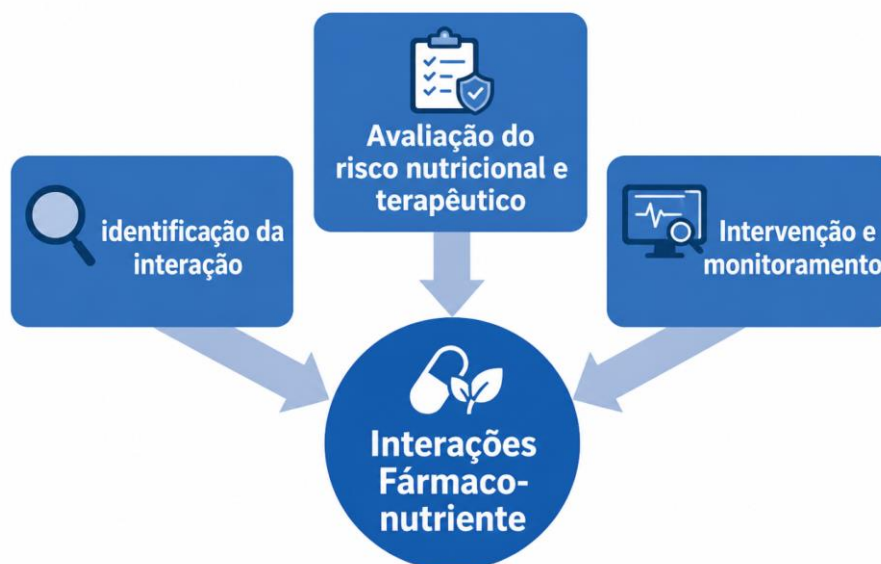 Avaliação do
risco nutricional e
terapêutico
identificação da
interação
Intervenção e
monitoramento
Interações
Fármaco-
nutriente